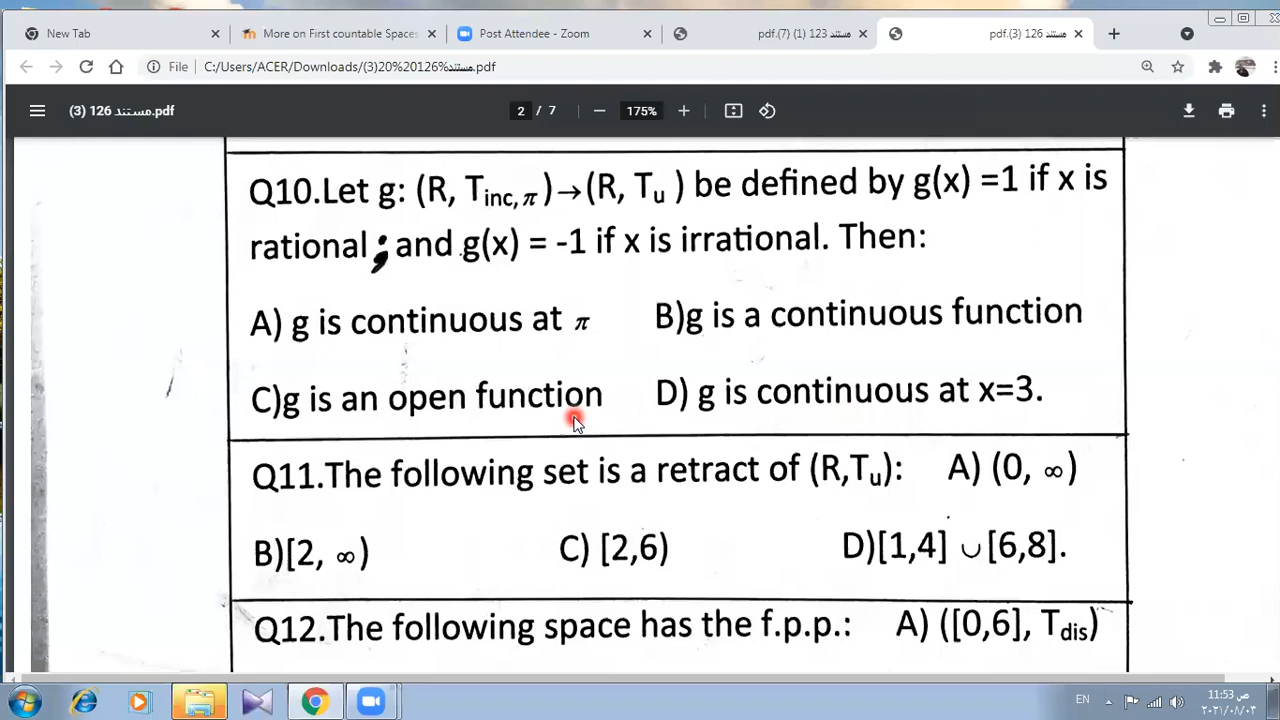 New Tab
More on First countable Spaces
Post Attendee - Zoom
مستند 123 (1) (7).pdf
مستند 126 (3).pdf
File
C:/Users/ACER/Downloads/(3)20%20126%مستند.pdf
(3) 126 مستند.pdf
2 / 7
175%
Q10.Let g: (R, Tinc,π)→(R, Tu ) be defined by g(x) =1 if x is
rational ; and g(x) = -1 if x is irrational. Then:
A) g is continuous at π B)g is a continuous function
C)g is an open function D) g is continuous at x=3.
Q11.The following set is a retract of (R,Tu): A) (0, ∞)
B)[2, ∞) C) [2,6) D)[1,4] ∪ [6,8].
Q12.The following space has the f.p.p.: A) ([0,6], Tdis)
EN
11:53 ص
٢٠٢١/٠٨/٠٣